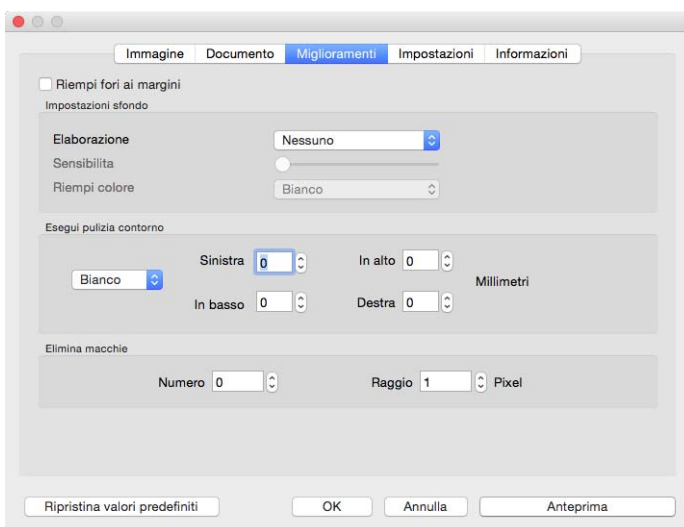 Immagine Documento Miglioramenti Impostazioni Informazioni
Riempi fori ai margini
Impostazioni sfondo
Elaborazione Nessuno
Sensibilita
Riempi colore Bianco
Esegui pulizia contorno
Sinistra 0 In alto 0
Bianco Millimetri
In basso 0 Destra 0
Elimina macchie
Numero 0 Raggio 1 Pixel
Ripristina valori predefiniti OK Annulla Anteprima